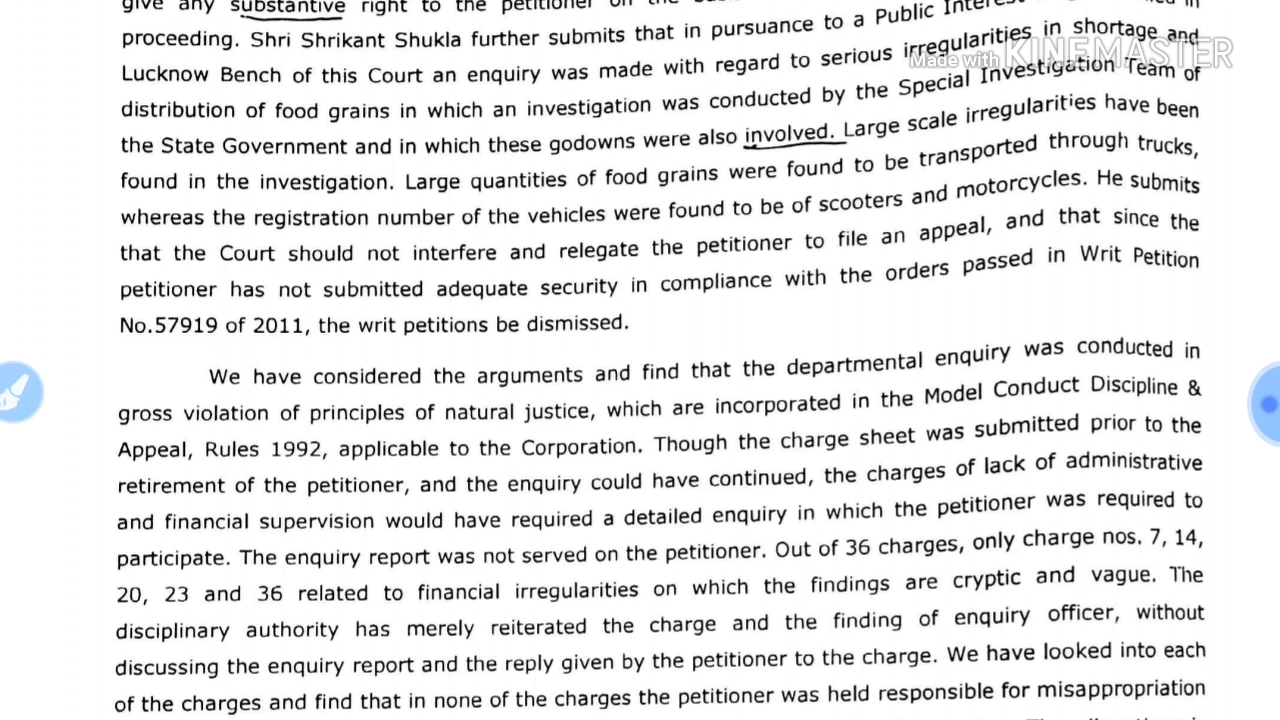 give any substantive right to the petitioner on the
proceeding. Shri Shrikant Shukla further submits that in pursuance to a Public Interest
Lucknow Bench of this Court an enquiry was made with regard to serious irregularities in shortage and
distribution of food grains in which an investigation was conducted by the Special Investigation Team of
the State Government and in which these godowns were also involved. Large scale irregularities have been
found in the investigation. Large quantities of food grains were found to be transported through trucks,
whereas the registration number of the vehicles were found to be of scooters and motorcycles. He submits
that the Court should not interfere and relegate the petitioner to file an appeal, and that since the
petitioner has not submitted adequate security in compliance with the orders passed in Writ Petition
No.57919 of 2011, the writ petitions be dismissed.
We have considered the arguments and find that the departmental enquiry was conducted in
gross violation of principles of natural justice, which are incorporated in the Model Conduct Discipline &
Appeal, Rules 1992, applicable to the Corporation. Though the charge sheet was submitted prior to the
retirement of the petitioner, and the enquiry could have continued, the charges of lack of administrative
and financial supervision would have required a detailed enquiry in which the petitioner was required to
participate. The enquiry report was not served on the petitioner. Out of 36 charges, only charge nos. 7, 14,
20, 23 and 36 related to financial irregularities on which the findings are cryptic and vague. The
disciplinary authority has merely reiterated the charge and the finding of enquiry officer, without
discussing the enquiry report and the reply given by the petitioner to the charge. We have looked into each
of the charges and find that in none of the charges the petitioner was held responsible for misappropriation
Made with KINEMASTER